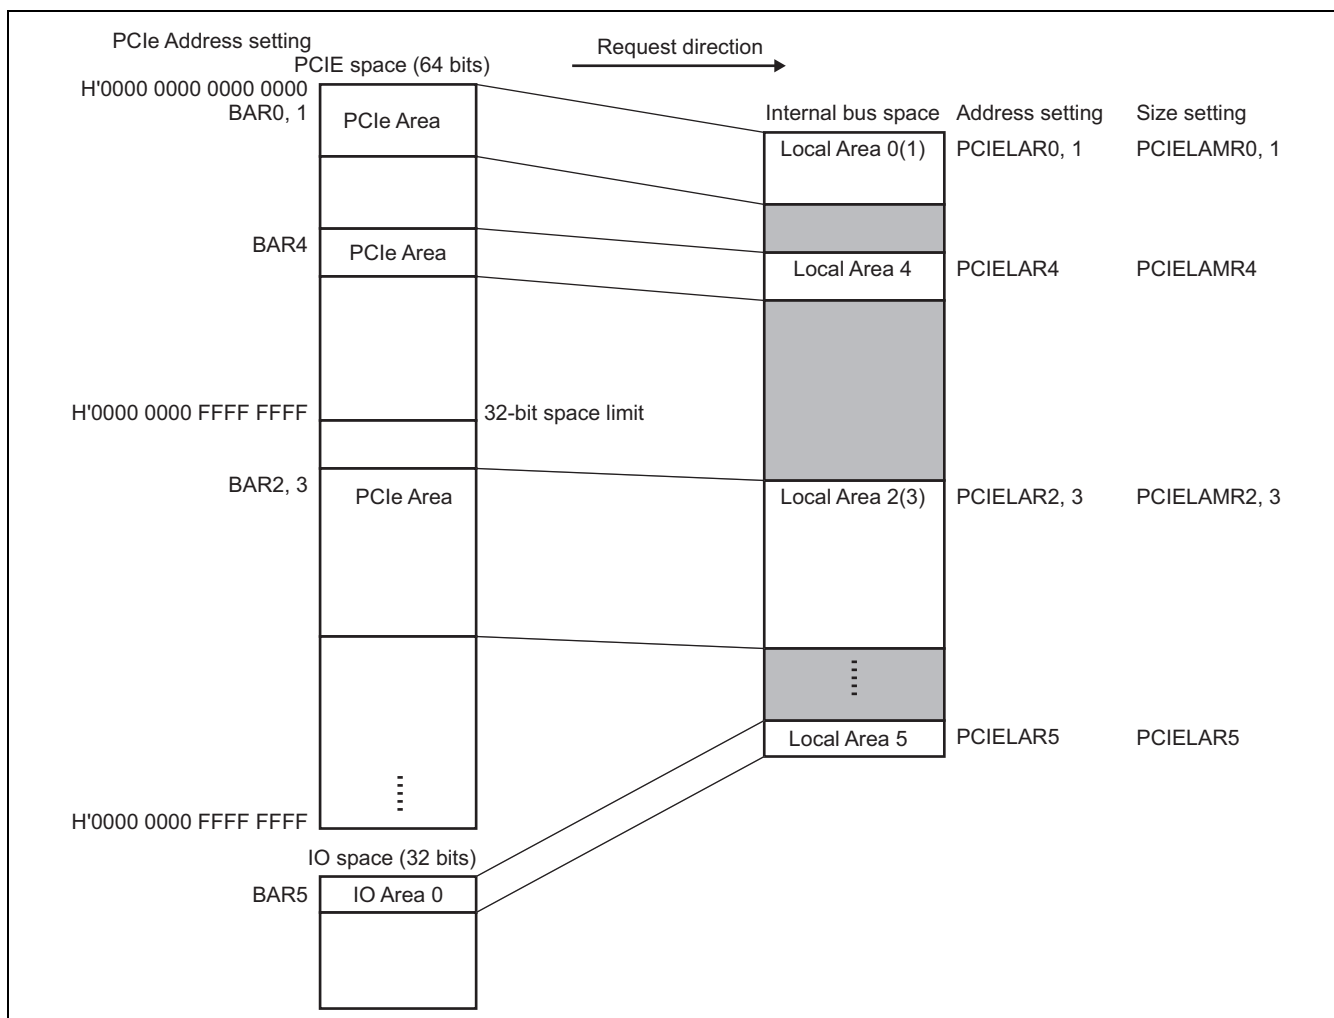 PCIe Address setting
PCIE space (64 bits)
Request direction
H'0000 0000 0000 0000
BAR0, 1
PCIe Area
Internal bus space
Address setting
Size setting
Local Area 0(1)
PCIELAR0, 1
PCIELAMR0, 1
BAR4
PCIe Area
Local Area 4
PCIELAR4
PCIELAMR4
H'0000 0000 FFFF FFFF
32-bit space limit
BAR2, 3
PCIe Area
Local Area 2(3)
PCIELAR2, 3
PCIELAMR2, 3
Local Area 5
PCIELAR5
PCIELAR5
H'0000 0000 FFFF FFFF
IO space (32 bits)
BAR5
IO Area 0